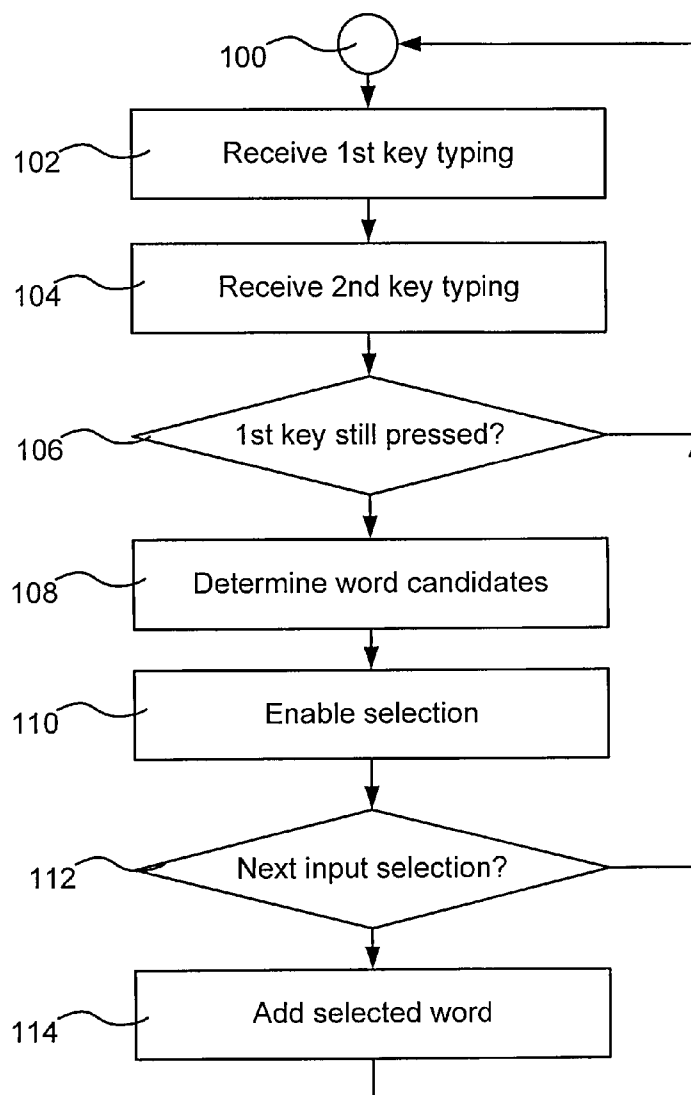 100
102 Receive 1st key typing
104 Receive 2nd key typing
106 1st key still pressed?
108 Determine word candidates
110 Enable selection
112 Next input selection?
114 Add selected word